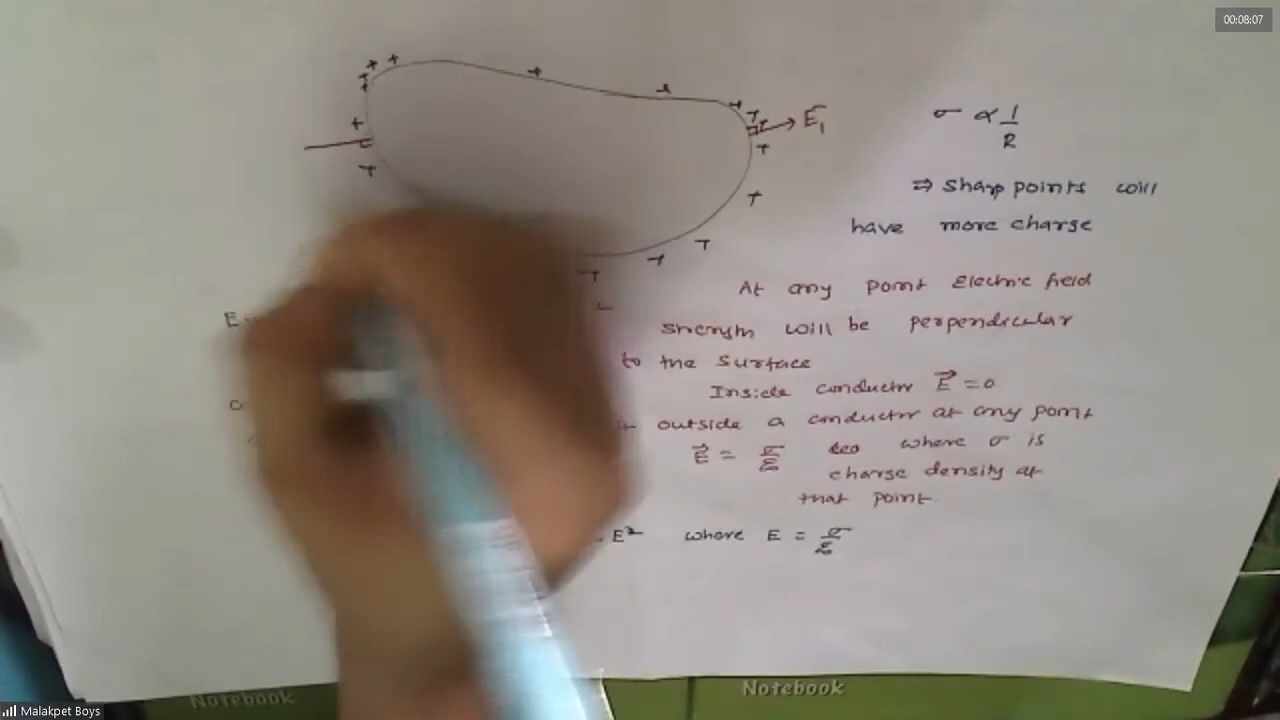 00:08:07
E₁
σ ∝ 1/R
⇒ Sharp points will
have more charge
At any point Electric field
strength will be perpendicular
to the surface
Inside conductor E⃗ = 0
outside a conductor at any point
E⃗ = σ/ε where σ is
charge density at
that point.
E² where E = σ/ε
Notebook
Notebook
Malakpet Boys